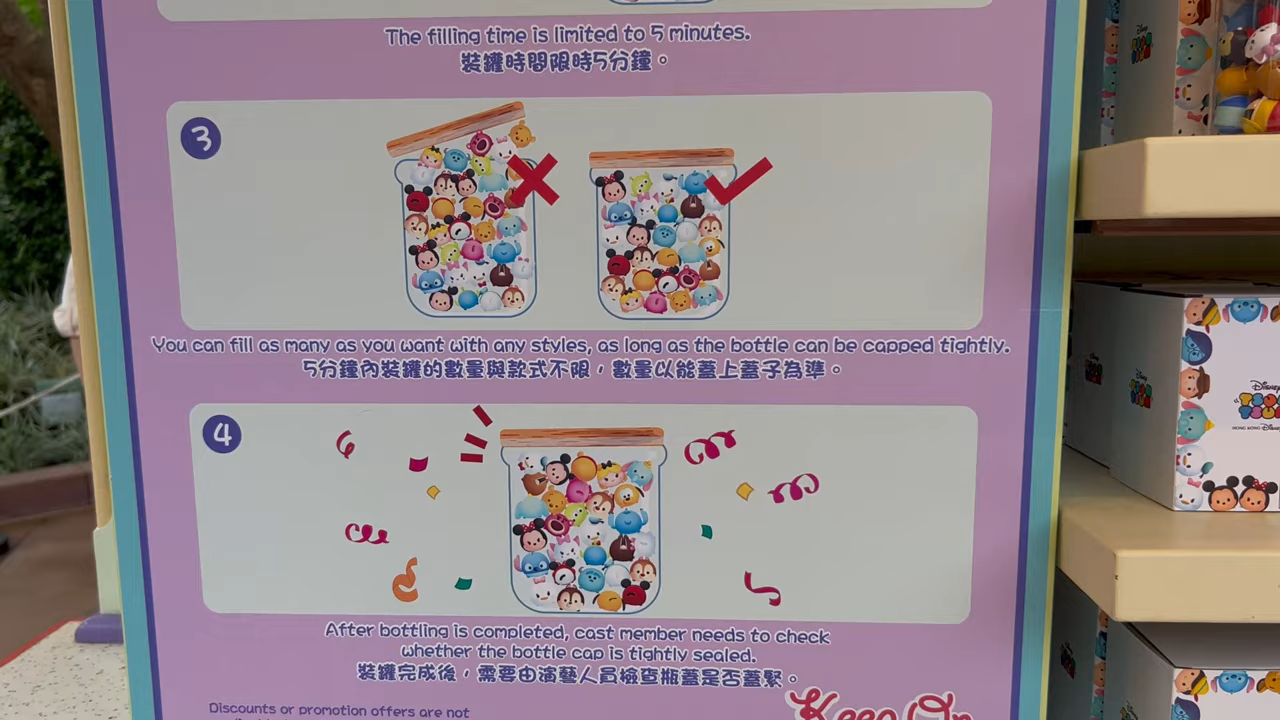 The filling time is limited to 5 minutes.
裝罐時間限時5分鐘。
3
You can fill as many as you want with any styles, as long as the bottle can be capped tightly.
5分鐘內裝罐的數量與款式不限，數量以能蓋上蓋子為準。
4
After bottling is completed, cast member needs to check
whether the bottle cap is tightly sealed.
裝罐完成後，需要由演藝人員檢查瓶蓋是否蓋緊。
Discounts or promotion offers are not
Keep On
Disney